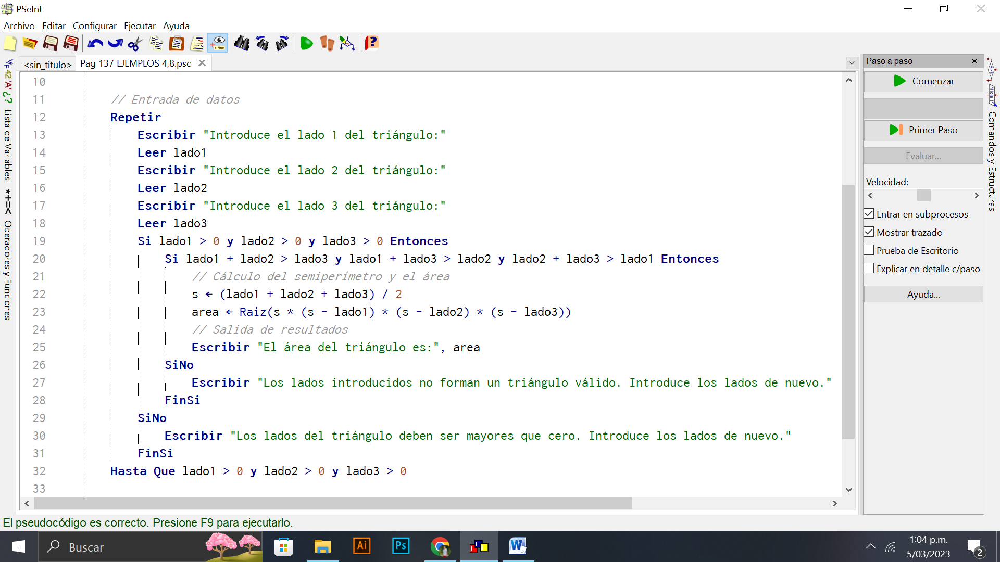 PSeInt
Archivo Editar Configurar Ejecutar Ayuda
<sin_titulo> Pag 137 EJEMPLOS 4,8.psc
10
11 // Entrada de datos
12 Repetir
13 Escribir "Introduce el lado 1 del triángulo:"
14 Leer lado1
15 Escribir "Introduce el lado 2 del triángulo:"
16 Leer lado2
17 Escribir "Introduce el lado 3 del triángulo:"
18 Leer lado3
19 Si lado1 > 0 y lado2 > 0 y lado3 > 0 Entonces
20 Si lado1 + lado2 > lado3 y lado1 + lado3 > lado2 y lado2 + lado3 > lado1 Entonces
21 // Cálculo del semiperímetro y el área
22 s ← (lado1 + lado2 + lado3) / 2
23 area ← Raiz(s * (s - lado1) * (s - lado2) * (s - lado3))
24 // Salida de resultados
25 Escribir "El área del triángulo es:", area
26 SiNo
27 Escribir "Los lados introducidos no forman un triángulo válido. Introduce los lados de nuevo."
28 FinSi
29 SiNo
30 Escribir "Los lados del triángulo deben ser mayores que cero. Introduce los lados de nuevo."
31 FinSi
32 Hasta Que lado1 > 0 y lado2 > 0 y lado3 > 0
33
42 'A' ¿?
Lista de Variables
*+=<
Operadores y Funciones
Paso a paso
Comenzar
Primer Paso
Evaluar...
Velocidad:
Entrar en subprocesos
Mostrar trazado
Prueba de Escritorio
Explicar en detalle c/paso
Ayuda...
A>B
'Hola !'
Comandos y Estructuras
El pseudocódigo es correcto. Presione F9 para ejecutarlo.
Buscar
Ai
Ps
W
1:04 p.m.
5/03/2023
2